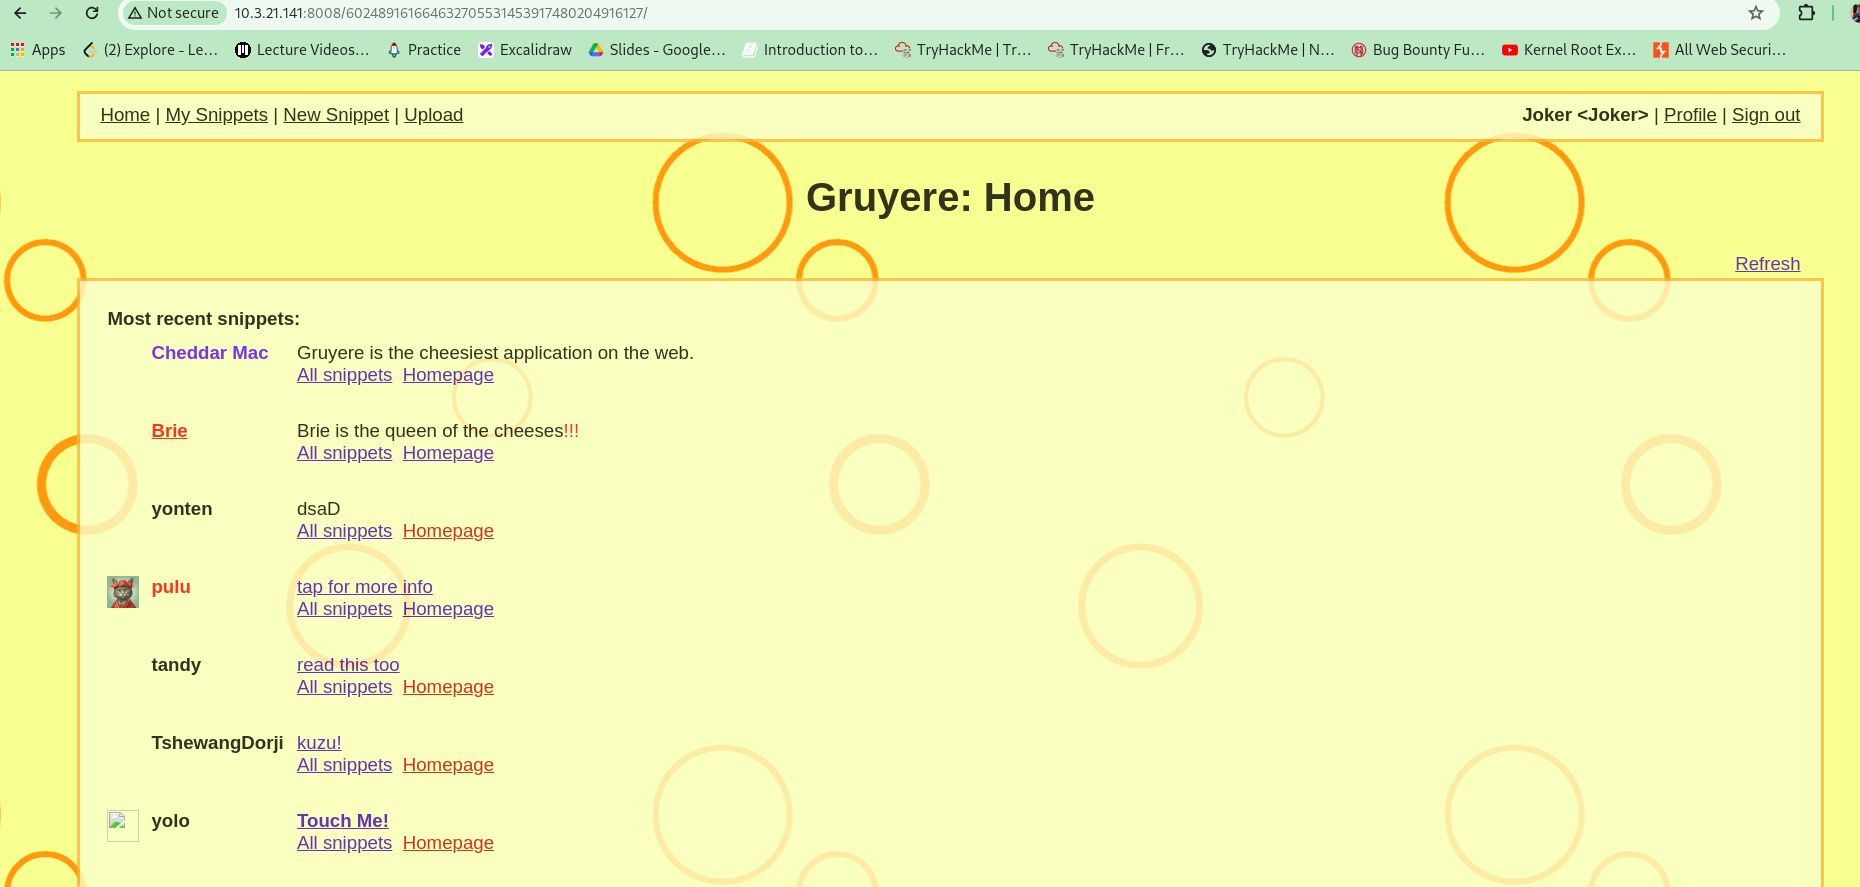 Not secure 10.3.21.141:8008/602489161664632705531453917480204916127/
Apps (2) Explore - Le... Lecture Videos... Practice Excalidraw Slides - Google... Introduction to... TryHackMe | Tr... TryHackMe | Fr... TryHackMe | N... Bug Bounty Fu... Kernel Root Ex... All Web Securi...
Home | My Snippets | New Snippet | Upload Joker <Joker> | Profile | Sign out
Gruyere: Home
Refresh
Most recent snippets:
Cheddar Mac Gruyere is the cheesiest application on the web.
All snippets Homepage
Brie Brie is the queen of the cheeses!!!
All snippets Homepage
yonten dsaD
All snippets Homepage
pulu tap for more info
All snippets Homepage
tandy read this too
All snippets Homepage
TshewangDorji kuzu!
All snippets Homepage
yolo Touch Me!
All snippets Homepage